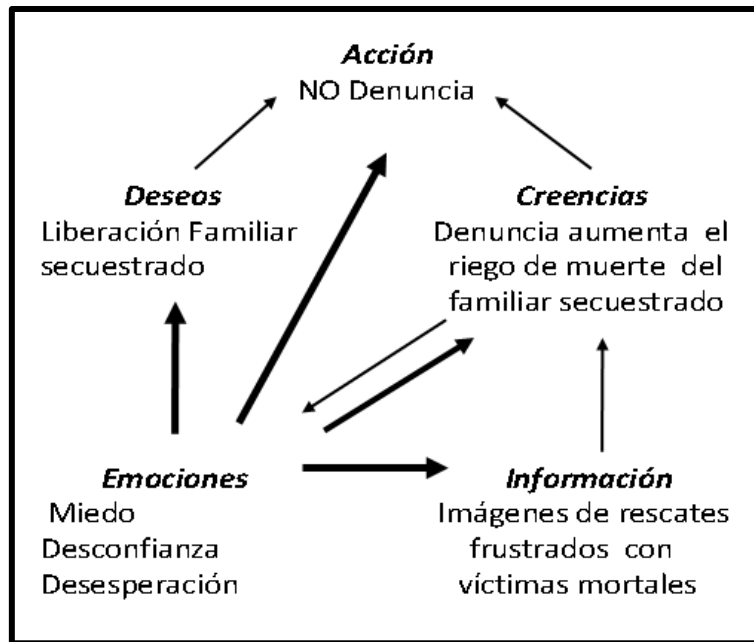 Acción
NO Denuncia
Deseos
Liberación Familiar
secuestrado
Creencias
Denuncia aumenta el
riego de muerte del
familiar secuestrado
Emociones
Miedo
Desconfianza
Desesperación
Información
Imágenes de rescates
frustrados con
víctimas mortales